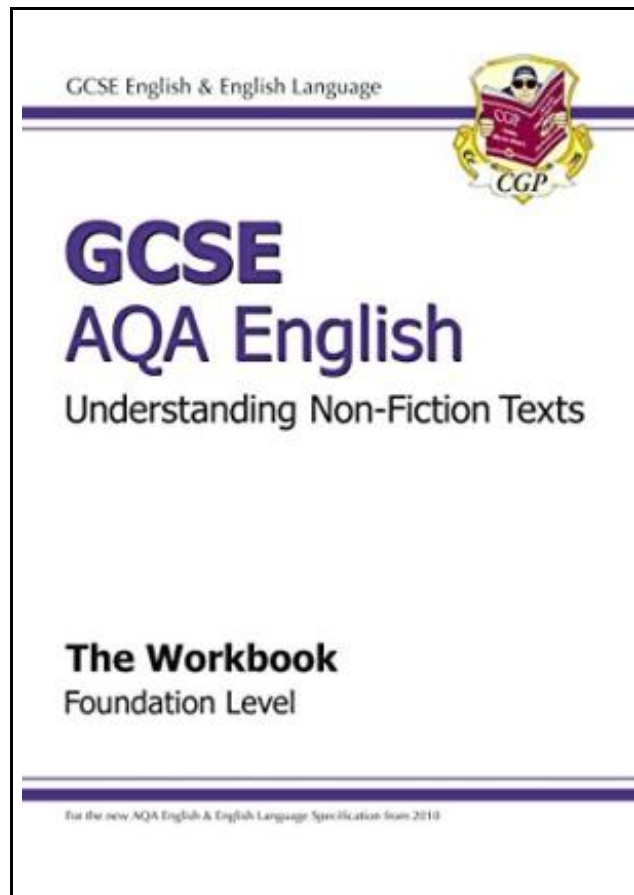 GCSE English & English Language
CGP
CGP
GCSE
AQA English
Understanding Non-Fiction Texts
The Workbook
Foundation Level
For the new AQA English & English Language Specification from 2010